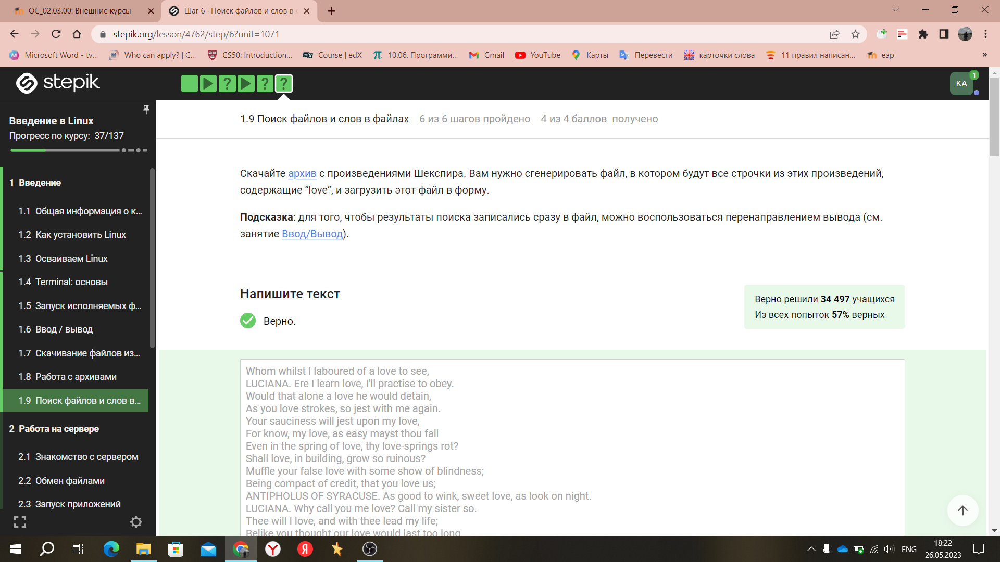 ОС_02.03.00: Внешние курсы
Шаг 6 · Поиск файлов и слов в
stepik.org/lesson/4762/step/6?unit=1071
Microsoft Word - tv...
Who can apply? | C...
CS50: Introduction...
edX
Course | edX
10.06. Программи...
Gmail
YouTube
Карты
Перевести
карточки слова
11 правил написан...
eap
»
stepik
?
?
?
KA
1
Введение в Linux
Прогресс по курсу: 37/137
1 Введение
1.1 Общая информация о к...
1.2 Как установить Linux
1.3 Осваиваем Linux
1.4 Terminal: основы
1.5 Запуск исполняемых ф...
1.6 Ввод / вывод
1.7 Скачивание файлов из...
1.8 Работа с архивами
1.9 Поиск файлов и слов в...
2 Работа на сервере
2.1 Знакомство с сервером
2.2 Обмен файлами
2.3 Запуск приложений
1.9 Поиск файлов и слов в файлах 6 из 6 шагов пройдено 4 из 4 баллов получено
Скачайте архив с произведениями Шекспира. Вам нужно сгенерировать файл, в котором будут все строчки из этих произведений,
содержащие “love”, и загрузить этот файл в форму.
Подсказка: для того, чтобы результаты поиска записались сразу в файл, можно воспользоваться перенаправлением вывода (см.
занятие Ввод/Вывод).
Напишите текст
Верно.
Верно решили 34 497 учащихся
Из всех попыток 57% верных
Whom whilst I laboured of a love to see,
LUCIANA. Ere I learn love, I'll practise to obey.
Would that alone a love he would detain,
As you love strokes, so jest with me again.
Your sauciness will jest upon my love,
For know, my love, as easy mayst thou fall
Even in the spring of love, thy love-springs rot?
Shall love, in building, grow so ruinous?
Muffle your false love with some show of blindness;
Being compact of credit, that you love us;
ANTIPHOLUS OF SYRACUSE. As good to wink, sweet love, as look on night.
LUCIANA. Why call you me love? Call my sister so.
Thee will I love, and with thee lead my life;
Belike you thought our love would last too long
ENG
18:22
26.05.2023